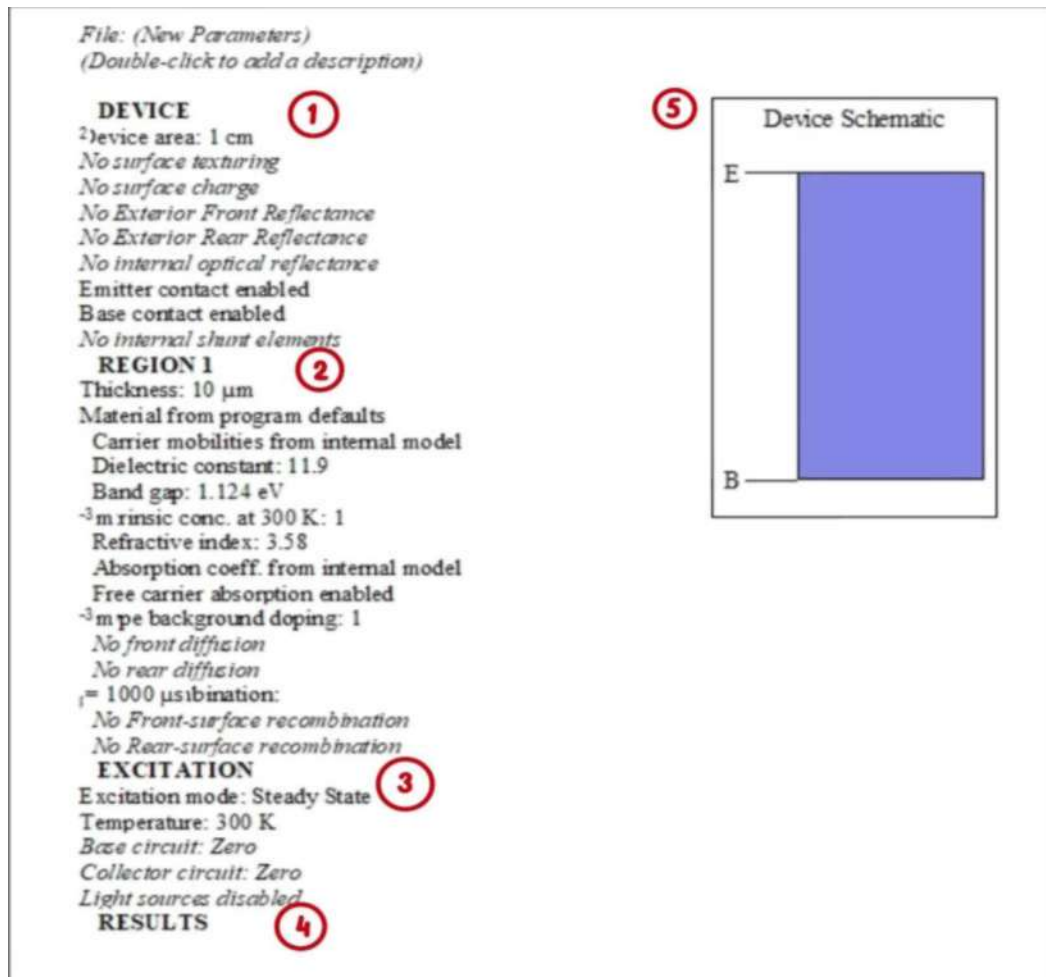 File: (New Parameters)
(Double-click to add a description)
DEVICE
1
²Device area: 1 cm
No surface texturing
No surface charge
No Exterior Front Reflectance
No Exterior Rear Reflectance
No internal optical reflectance
Emitter contact enabled
Base contact enabled
No internal shunt elements
REGION 1
2
Thickness: 10 µm
Material from program defaults
Carrier mobilities from internal model
Dielectric constant: 11.9
Band gap: 1.124 eV
⁻³m rinsic conc. at 300 K: 1
Refractive index: 3.58
Absorption coeff. from internal model
Free carrier absorption enabled
⁻³m pe background doping: 1
No front diffusion
No rear diffusion
= 1000 µsıbination:
No Front-surface recombination
No Rear-surface recombination
EXCITATION
3
Excitation mode: Steady State
Temperature: 300 K
Base circuit: Zero
Collector circuit: Zero
Light sources disabled
RESULTS
4
5
Device Schematic
E
B